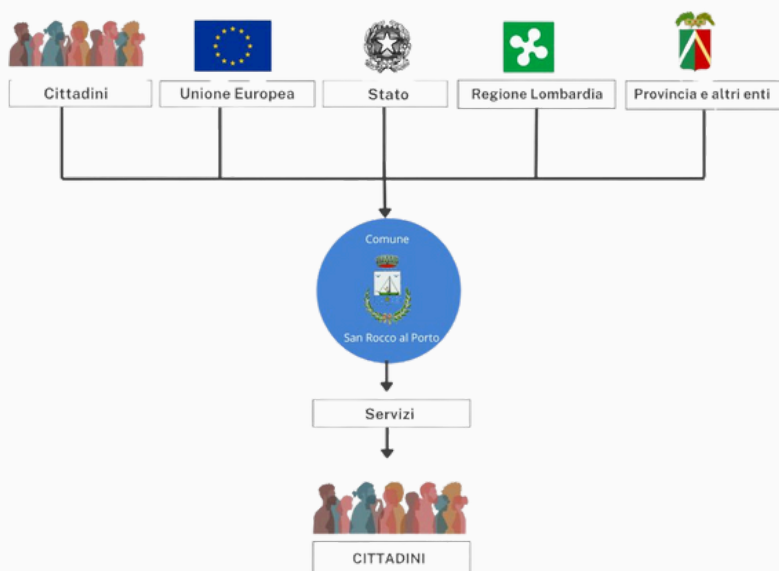 Cittadini
Unione Europea
Stato
Regione Lombardia
Provincia e altri enti
Comune
San Rocco al Porto
Servizi
CITTADINI